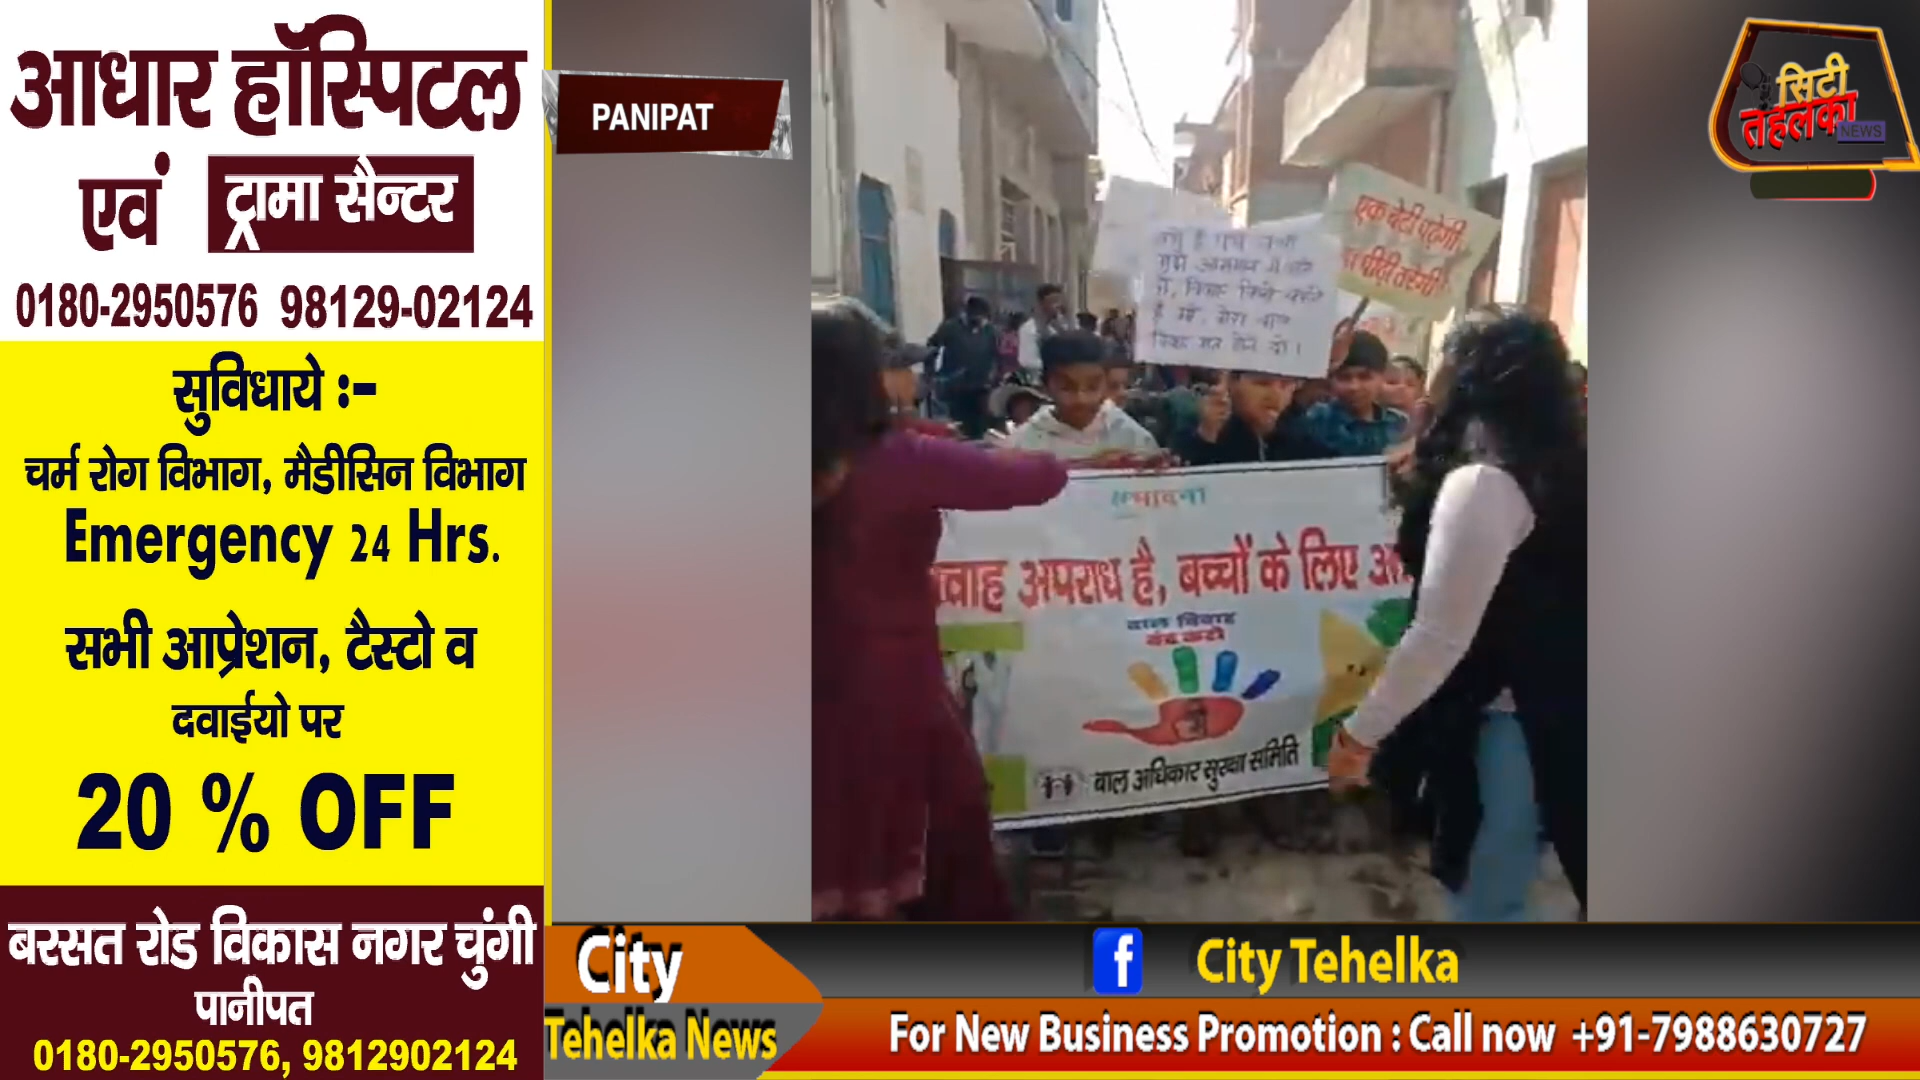 आधार हॉस्पिटल
एवं ट्रामा सैन्टर
0180-2950576 98129-02124
सुविधाये :-
चर्म रोग विभाग, मैडीसिन विभाग
Emergency 24 Hrs.
सभी आप्रेशन, टैस्टो व
दवाईयो पर
20 % OFF
बरसत रोड विकास नगर चुंगी
पानीपत
0180-2950576, 9812902124
PANIPAT
सिटी
तहलका
NEWS
एक बेटी पढ़ेगी
पीढ़ी तरेगी
अपराध है, बच्चों के लिए
बाल विवाह
बंद करो
बाल अधिकार सुरक्षा समिति
City
Tehelka News
f City Tehelka
For New Business Promotion : Call now +91-7988630727